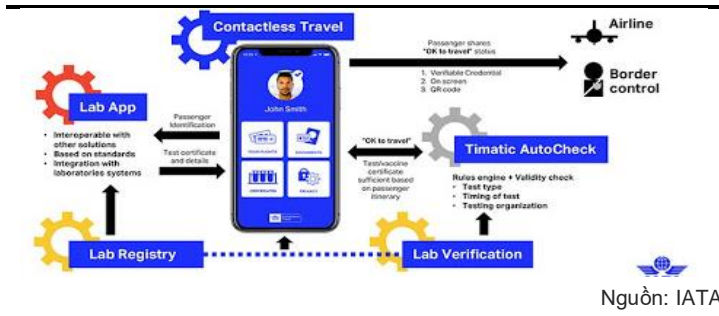 Contactless Travel
Passenger shares
"OK to travel" status
1. Verifiable Credential
2. On screen
3. QR code
Airline
Border
control
Lab App
• Interoperable with
other solutions
• Based on standards
• Integration with
laboratories systems
Passenger
Identification
Test certificate
and details
John Smith
"OK to travel"
Test/vaccine
certificate
sufficient based
on passenger
itinerary
Timatic AutoCheck
Rules engine + Validity check
• Test type
• Timing of test
• Testing organization
Lab Registry
Lab Verification
Nguồn: IATA